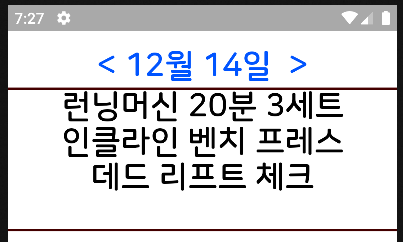 7:27
< 12월 14일 >
런닝머신 20분 3세트
인클라인 벤치 프레스
데드 리프트 체크